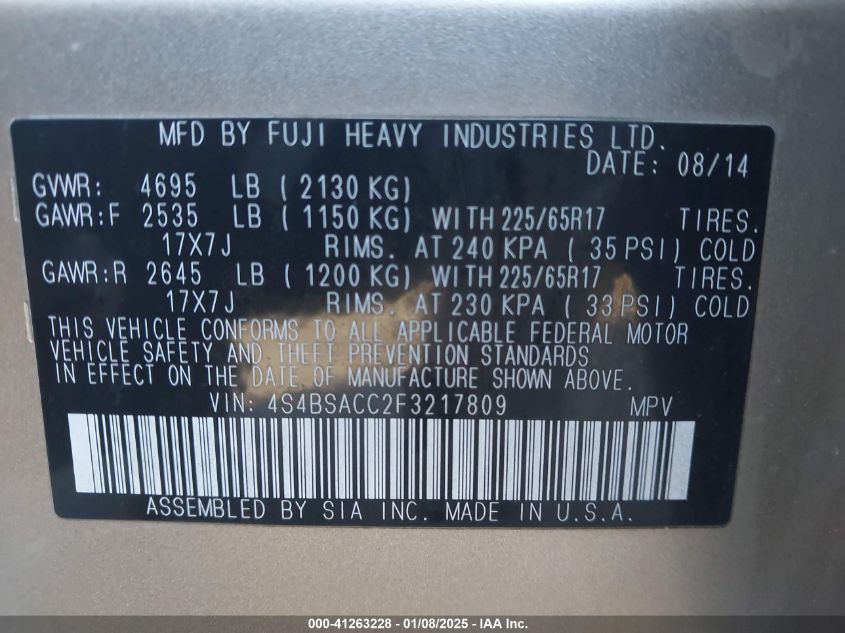 MFD BY FUJI HEAVY INDUSTRIES LTD.
DATE: 08/14
GVWR: 4695 LB ( 2130 KG)
GAWR:F 2535 LB ( 1150 KG) WITH 225/65R17 TIRES.
17X7J RIMS. AT 240 KPA ( 35 PSI) COLD
GAWR:R 2645 LB ( 1200 KG) WITH 225/65R17 TIRES.
17X7J RIMS. AT 230 KPA ( 33 PSI) COLD
THIS VEHICLE CONFORMS TO ALL APPLICABLE FEDERAL MOTOR
VEHICLE SAFETY AND THEFT PREVENTION STANDARDS
IN EFFECT ON THE DATE OF MANUFACTURE SHOWN ABOVE.
VIN: 4S4BSACC2F3217809 MPV
ASSEMBLED BY SIA INC. MADE IN U.S.A.
000-41263228 - 01/08/2025 - IAA Inc.